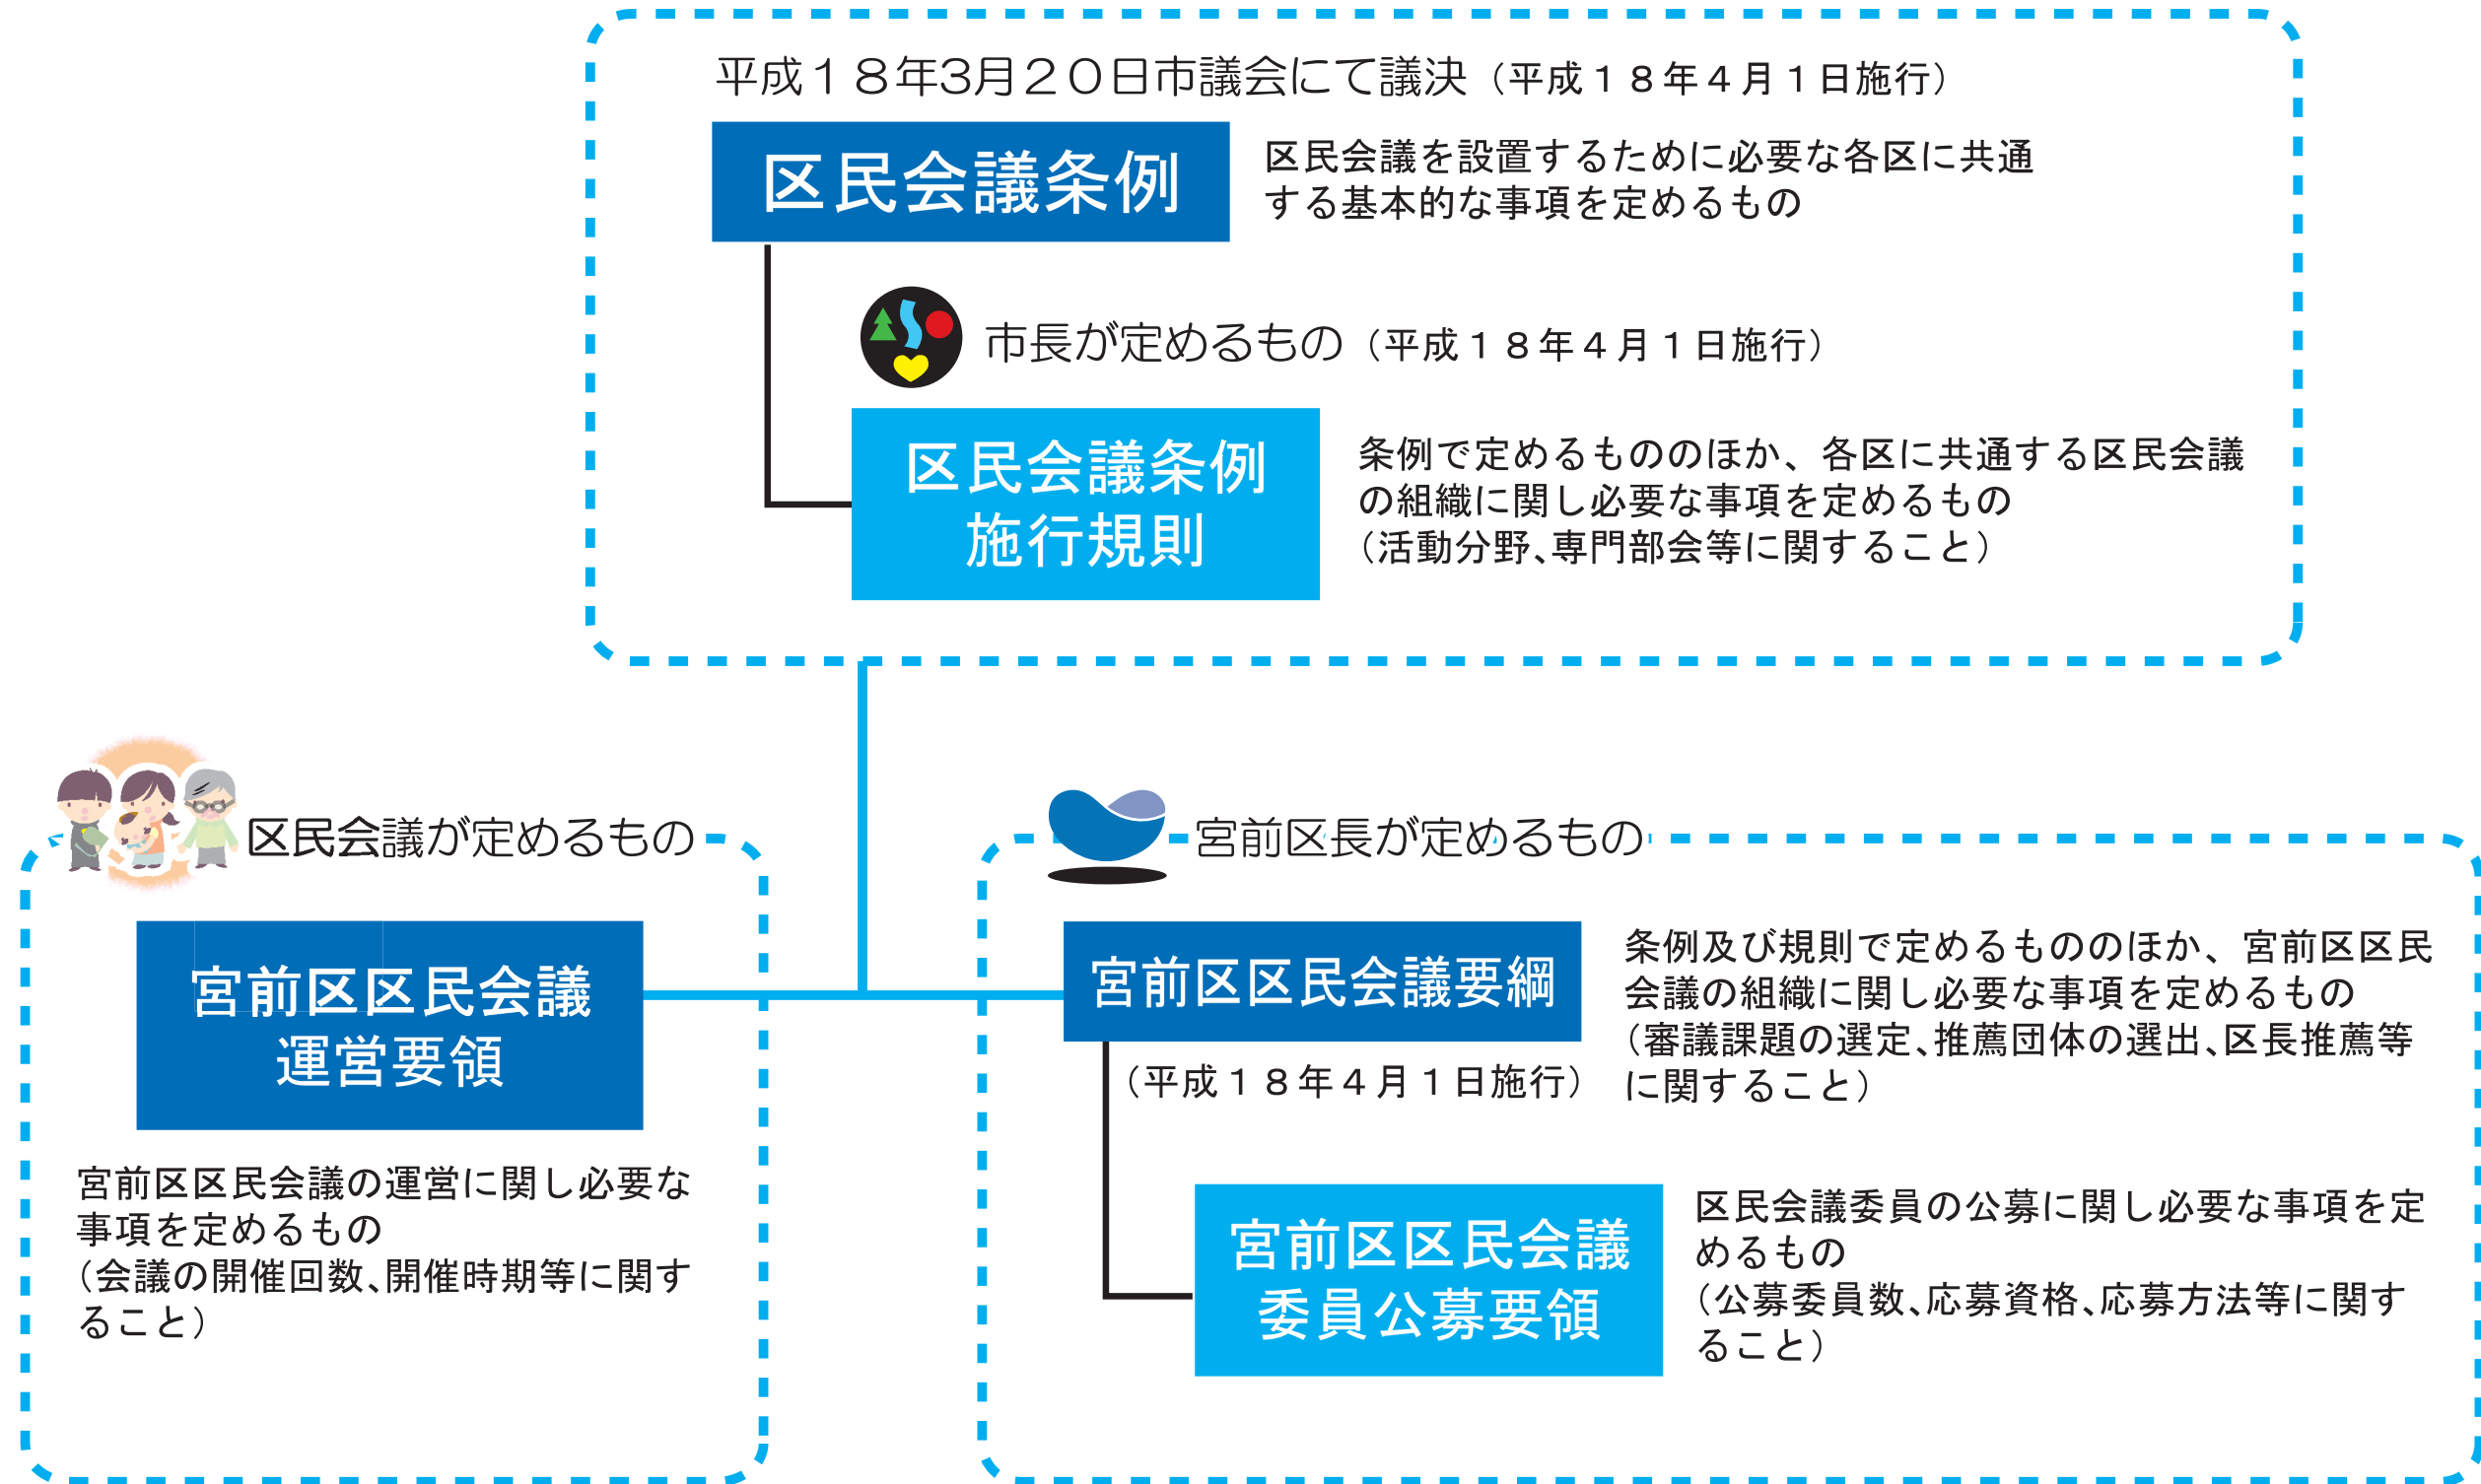 平成18年3月20日市議会にて議決（平成18年4月1日施行）
区民会議条例
区民会議を設置するために必要な各区に共通
する基本的な事項を定めるもの
市長が定めるもの（平成18年4月1日施行）
区民会議条例
施行規則
条例で定めるもののほか、各区に共通する区民会議
の組織に関し必要な事項を定めるもの
（活動分野、専門部会等に関すること）
区民会議が定めるもの
宮前区区民会議
運営要領
宮前区区民会議の運営に関し必要な
事項を定めるもの
（会議の開催回数、開催時期等に関す
ること）
宮前区長が定めるもの
宮前区区民会議要綱
（平成18年4月1日施行）
条例及び規則で定めるもののほか、宮前区区民
会議の組織に関し必要な事項を定めるもの
（審議課題の選定、推薦団体の選出、区長推薦等
に関すること）
宮前区区民会議
委員公募要領
区民会議委員の公募に関し必要な事項を定
めるもの
（公募委員数、応募資格、応募方法等に関す
ること）